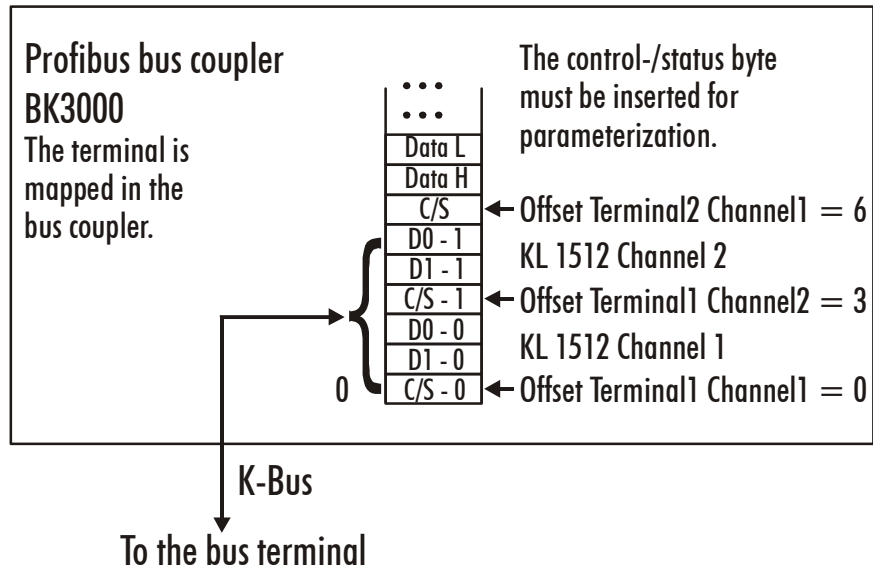 Profibus bus coupler
BK3000
The terminal is
mapped in the
bus coupler.
The control-/status byte
must be inserted for
parameterization.
Data L
Data H
C/S
D0 - 1
D1 - 1
C/S - 1
D0 - 0
D1 - 0
C/S - 0
0
Offset Terminal2 Channel1 = 6
KL 1512 Channel 2
Offset Terminal1 Channel2 = 3
KL 1512 Channel 1
Offset Terminal1 Channel1 = 0
K-Bus
To the bus terminal